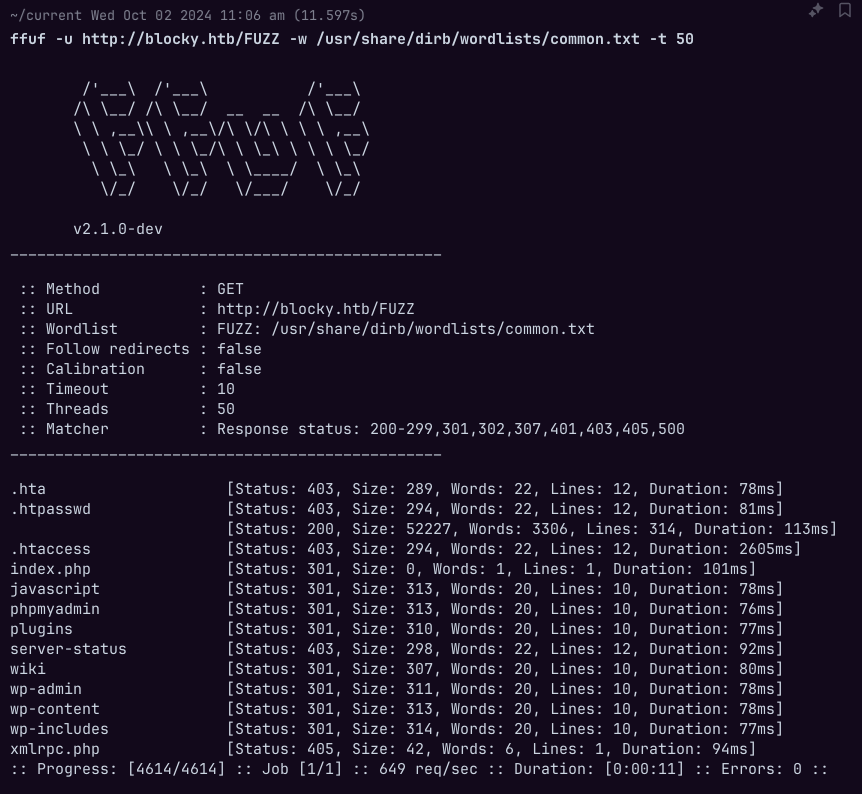 ~/current Wed Oct 02 2024 11:06 am (11.597s)
ffuf -u http://blocky.htb/FUZZ -w /usr/share/dirb/wordlists/common.txt -t 50

        /'___\  /'___\           /'___\
       /\ \__/ /\ \__/  __  __  /\ \__/
       \ \ ,__\\ \ ,__\/\ \/\ \ \ \ ,__\
        \ \ \_/ \ \ \_/\ \ \_\ \ \ \ \_/
         \ \_\   \ \_\  \ \____/  \ \_\
          \/_/    \/_/   \/___/    \/_/

       v2.1.0-dev
________________________________________________

 :: Method           : GET
 :: URL              : http://blocky.htb/FUZZ
 :: Wordlist         : FUZZ: /usr/share/dirb/wordlists/common.txt
 :: Follow redirects : false
 :: Calibration      : false
 :: Timeout          : 10
 :: Threads          : 50
 :: Matcher          : Response status: 200-299,301,302,307,401,403,405,500
________________________________________________

.hta                    [Status: 403, Size: 289, Words: 22, Lines: 12, Duration: 78ms]
.htpasswd               [Status: 403, Size: 294, Words: 22, Lines: 12, Duration: 81ms]
                        [Status: 200, Size: 52227, Words: 3306, Lines: 314, Duration: 113ms]
.htaccess               [Status: 403, Size: 294, Words: 22, Lines: 12, Duration: 2605ms]
index.php               [Status: 301, Size: 0, Words: 1, Lines: 1, Duration: 101ms]
javascript              [Status: 301, Size: 313, Words: 20, Lines: 10, Duration: 78ms]
phpmyadmin              [Status: 301, Size: 313, Words: 20, Lines: 10, Duration: 76ms]
plugins                 [Status: 301, Size: 310, Words: 20, Lines: 10, Duration: 77ms]
server-status           [Status: 403, Size: 298, Words: 22, Lines: 12, Duration: 92ms]
wiki                    [Status: 301, Size: 307, Words: 20, Lines: 10, Duration: 80ms]
wp-admin                [Status: 301, Size: 311, Words: 20, Lines: 10, Duration: 78ms]
wp-content              [Status: 301, Size: 313, Words: 20, Lines: 10, Duration: 78ms]
wp-includes             [Status: 301, Size: 314, Words: 20, Lines: 10, Duration: 77ms]
xmlrpc.php              [Status: 405, Size: 42, Words: 6, Lines: 1, Duration: 94ms]
:: Progress: [4614/4614] :: Job [1/1] :: 649 req/sec :: Duration: [0:00:11] :: Errors: 0 ::